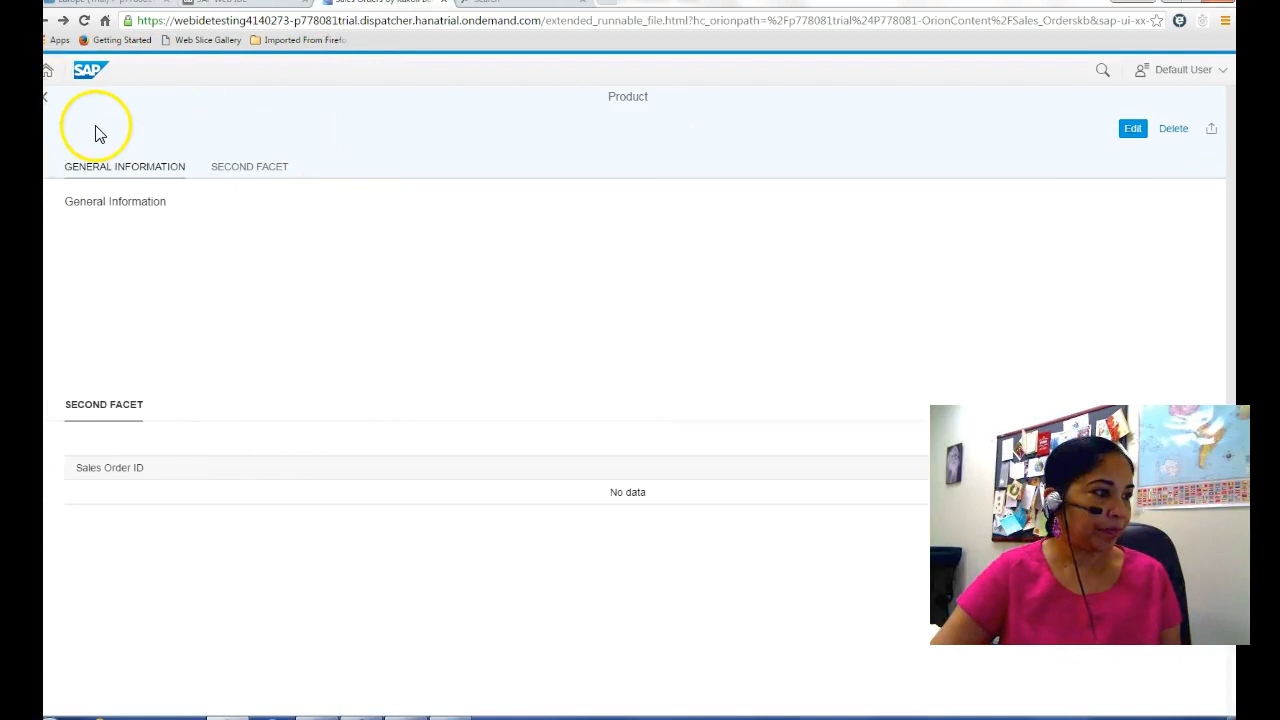 https://webidetesting4140273-p778081trial.dispatcher.hanatrial.ondemand.com/extended_runnable_file.html?hc_orionpath=%2Fp778081trial%24P778081-OrionContent%2FSales_Orderskb&sap-ui-xx-
Apps Getting Started Web Slice Gallery Imported From Firefo
SAP Default User
Product
Edit Delete
GENERAL INFORMATION SECOND FACET
General Information
SECOND FACET
Sales Order ID
No data